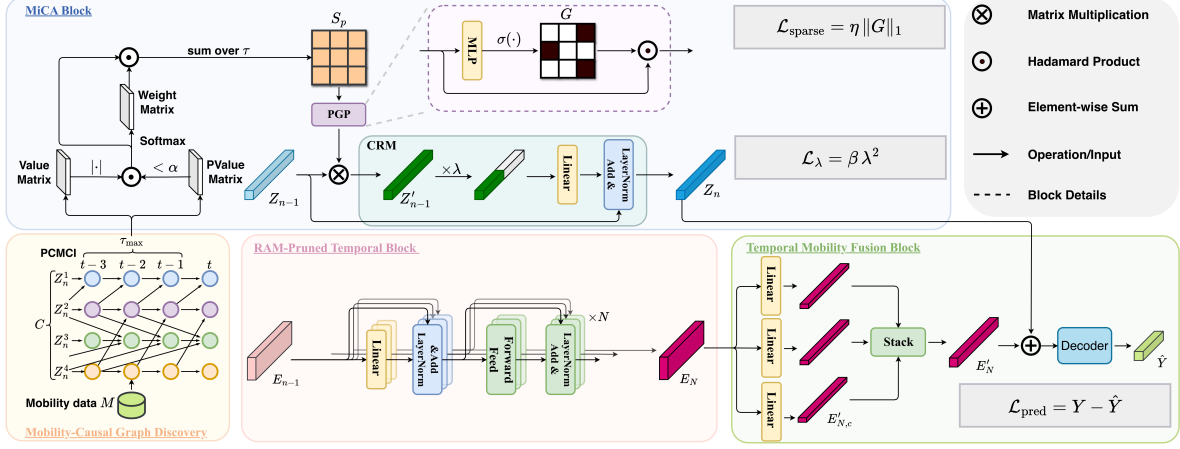 MiCA Block
sum over τ
S_p
G
MLP
σ(·)
L_sparse = η ‖G‖_1
Matrix Multiplication
Hadamard Product
Element-wise Sum
Operation/Input
Block Details
Weight
Matrix
Softmax
PGP
Value
Matrix
|·|
< α
PValue
Matrix
CRM
Z_{n−1}
Z'_{n−1}
×λ
Linear
LayerNorm
Add &
Z_n
L_λ = β λ^2
τ_max
PCMCI
t − 3
t − 2
t − 1
t
C
Z_n^1
Z_n^2
Z_n^3
Z_n^4
Mobility data M
Mobility-Causal Graph Discovery
RAM-Pruned Temporal Block
E_{n−1}
Linear
&Add
LayerNorm
Forward
Feed
LayerNorm
Add &
×N
E_N
Temporal Mobility Fusion Block
Linear
Linear
Linear
E'_{N,c}
Stack
E'_N
Decoder
Ŷ
L_pred = Y − Ŷ